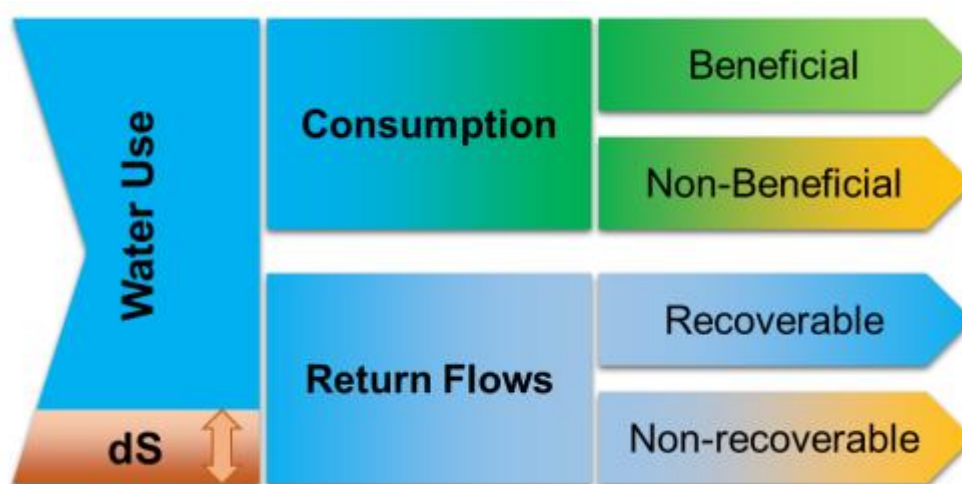 Water Use
dS
Consumption
Return Flows
Beneficial
Non-Beneficial
Recoverable
Non-recoverable